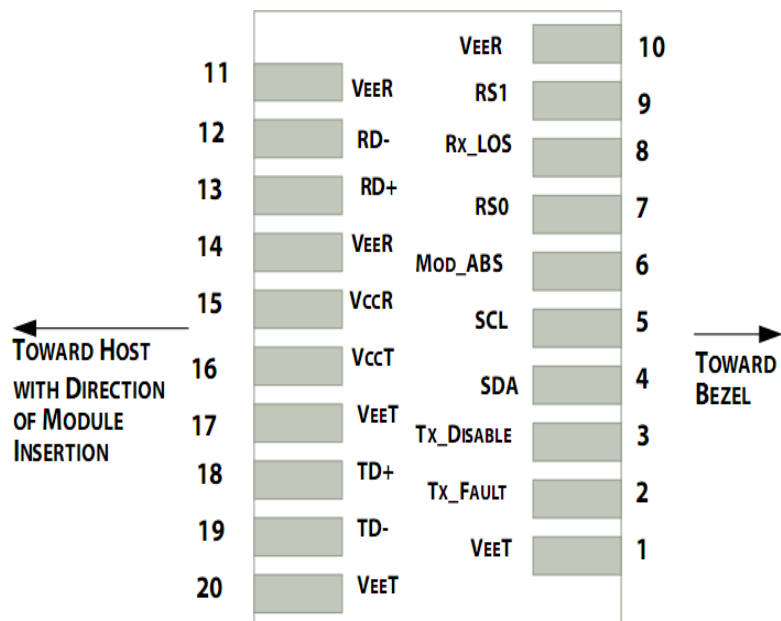 11 VEER
12 RD-
13 RD+
14 VEER
15 VCCR
16 VCCT
17 VEET
18 TD+
19 TD-
20 VEET
VEER 10
RS1 9
RX_LOS 8
RS0 7
MOD_ABS 6
SCL 5
SDA 4
TX_DISABLE 3
TX_FAULT 2
VEET 1
TOWARD HOST
WITH DIRECTION
OF MODULE
INSERTION
TOWARD
BEZEL